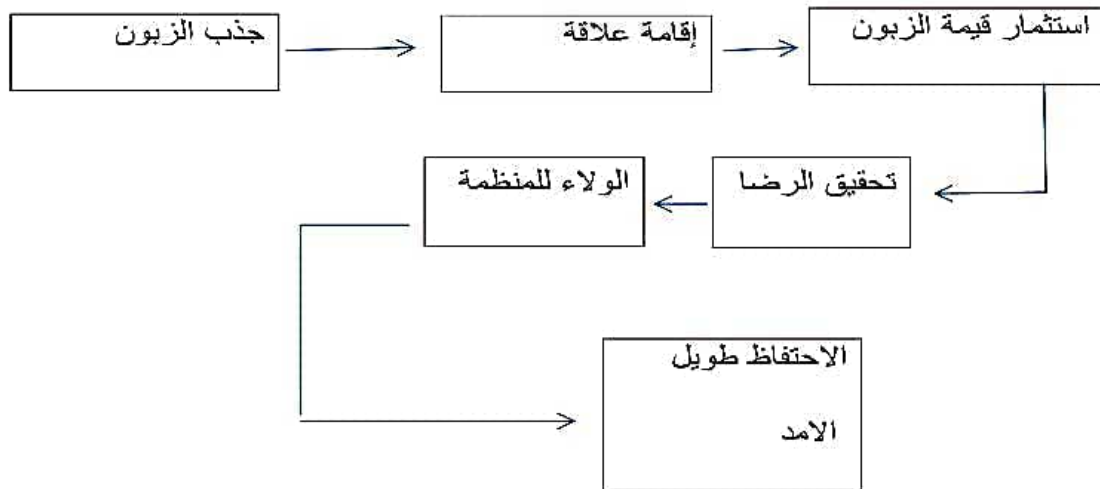 جذب الزبون
إقامة علاقة
استثمار قيمة الزبون
تحقيق الرضا
الولاء للمنظمة
الاحتفاظ طويل
الامد